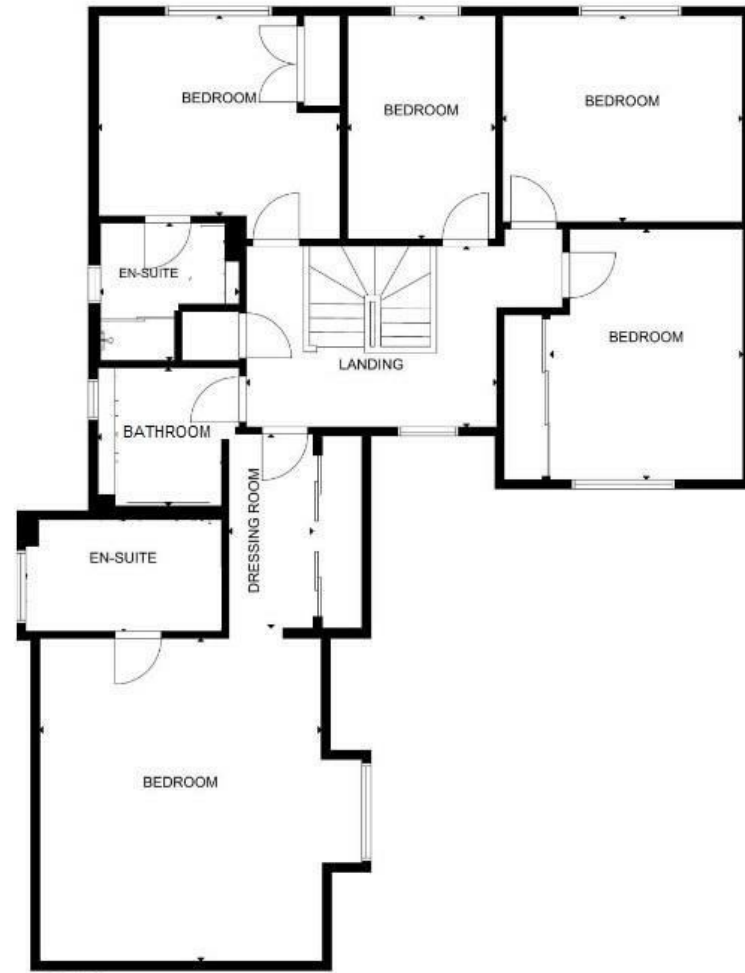 BEDROOM
BEDROOM
BEDROOM
EN-SUITE
BEDROOM
LANDING
BATHROOM
DRESSING ROOM
EN-SUITE
BEDROOM